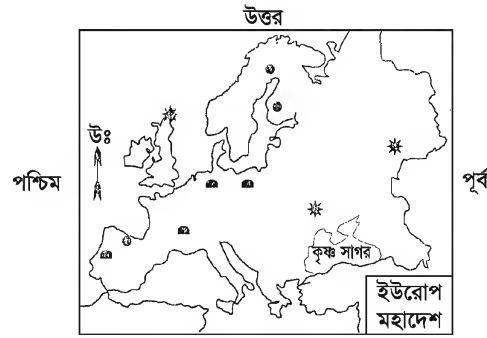 উত্তর
উঃ
পশ্চিম
পূর্ব
কৃষ্ণ সাগর
ইউরোপ
মহাদেশ